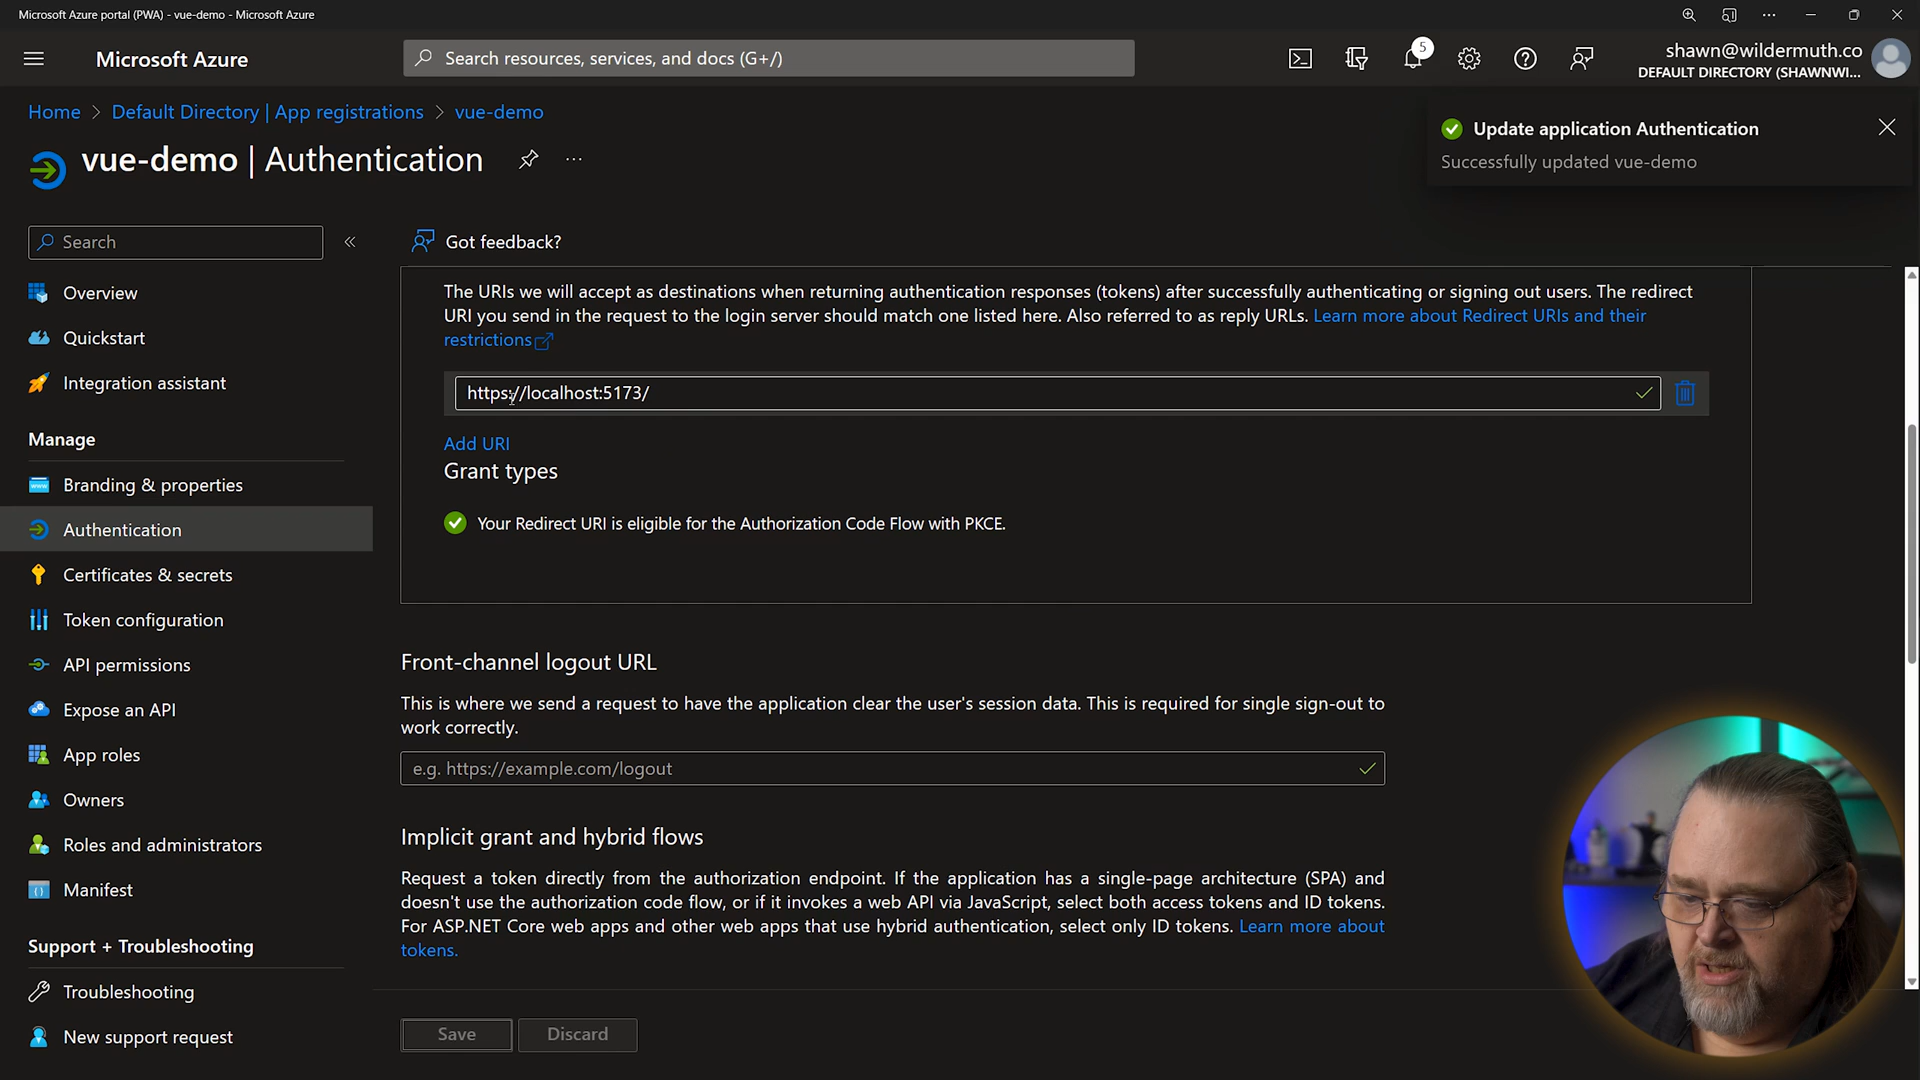 Microsoft Azure portal (PWA) - vue-demo - Microsoft Azure
Microsoft Azure
Search resources, services, and docs (G+/)
5
shawn@wildermuth.co
DEFAULT DIRECTORY (SHAWNWI...
Home > Default Directory | App registrations > vue-demo
vue-demo | Authentication
Update application Authentication
Successfully updated vue-demo
Search
Got feedback?
Overview
Quickstart
Integration assistant
Manage
Branding & properties
Authentication
Certificates & secrets
Token configuration
API permissions
Expose an API
App roles
Owners
Roles and administrators
Manifest
Support + Troubleshooting
Troubleshooting
New support request
The URIs we will accept as destinations when returning authentication responses (tokens) after successfully authenticating or signing out users. The redirect
URI you send in the request to the login server should match one listed here. Also referred to as reply URLs. Learn more about Redirect URIs and their
restrictions
https://localhost:5173/
Add URI
Grant types
Your Redirect URI is eligible for the Authorization Code Flow with PKCE.
Front-channel logout URL
This is where we send a request to have the application clear the user's session data. This is required for single sign-out to
work correctly.
e.g. https://example.com/logout
Implicit grant and hybrid flows
Request a token directly from the authorization endpoint. If the application has a single-page architecture (SPA) and
doesn't use the authorization code flow, or if it invokes a web API via JavaScript, select both access tokens and ID tokens.
For ASP.NET Core web apps and other web apps that use hybrid authentication, select only ID tokens. Learn more about
tokens.
Save
Discard